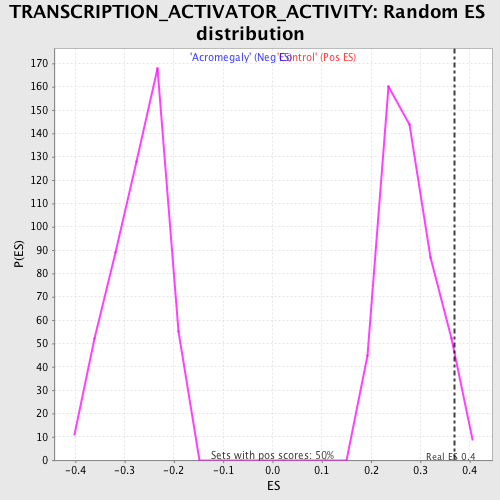 TRANSCRIPTION_ACTIVATOR_ACTIVITY: Random ES
distribution
'Acromegaly' (Neg ES) 'Control' (Pos ES)
170
160
150
140
130
120
110
100
90
80
70
60
50
40
30
20
10
0
P(ES)
Sets with pos scores: 50%
Real ES 0.4
-0.4 -0.3 -0.2 -0.1 0.0 0.1 0.2 0.3 0.4
ES